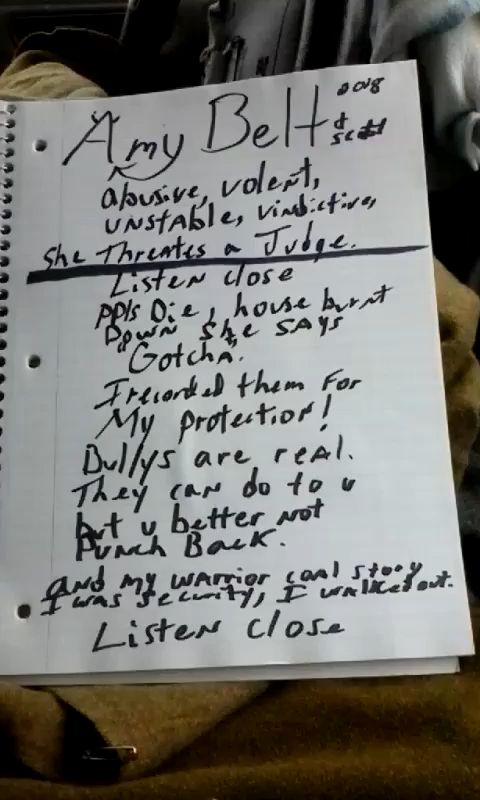 2018
Amy Belt
&
abusive, volent,
UNStable, vindictive,
She Threates a Judge.
Listen close
ppls Die, house burnt
Down She SAys
"Gotcha".
I recorded them For
My protection!
Bullys are real.
They can do to u
but u better Not
Punch Back.
And my warrior coal story
I was security, I walked out.
Listen close